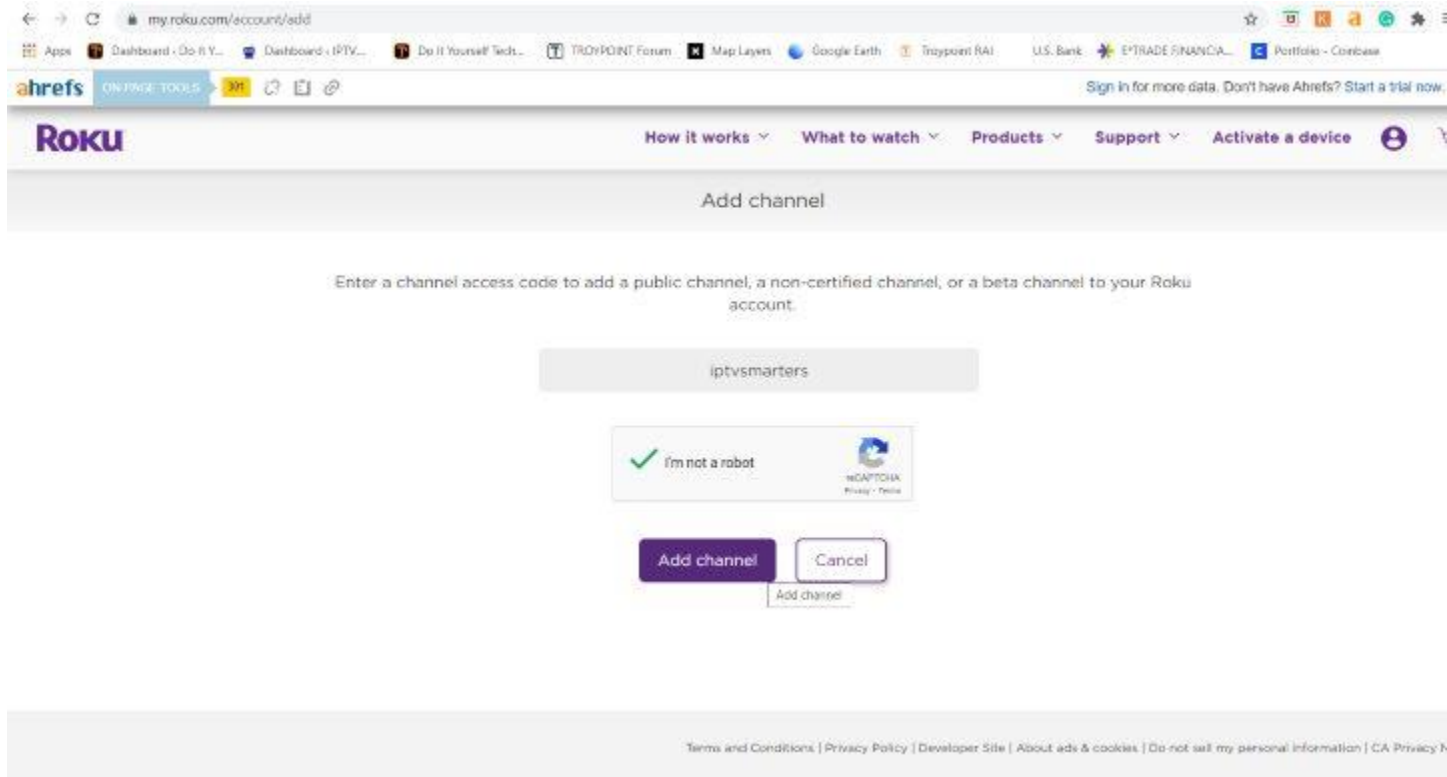 my.roku.com/account/add
Apps Dashboard ‹ Do It Y... Dashboard ‹ IPTV... Do It Yourself Tech... TROYPOINT Forum Map Layers Google Earth Troypoint RAI U.S. Bank E*TRADE FINANCIA... Portfolio - Coinbase
ahrefs ON-PAGE TOOLS 301 Sign in for more data. Don't have Ahrefs? Start a trial now.
ROKU How it works What to watch Products Support Activate a device
Add channel
Enter a channel access code to add a public channel, a non-certified channel, or a beta channel to your Roku
account.
iptvsmarters
I'm not a robot
reCAPTCHA
Privacy - Terms
Add channel Cancel
Add channel
Terms and Conditions | Privacy Policy | Developer Site | About ads & cookies | Do not sell my personal information | CA Privacy N